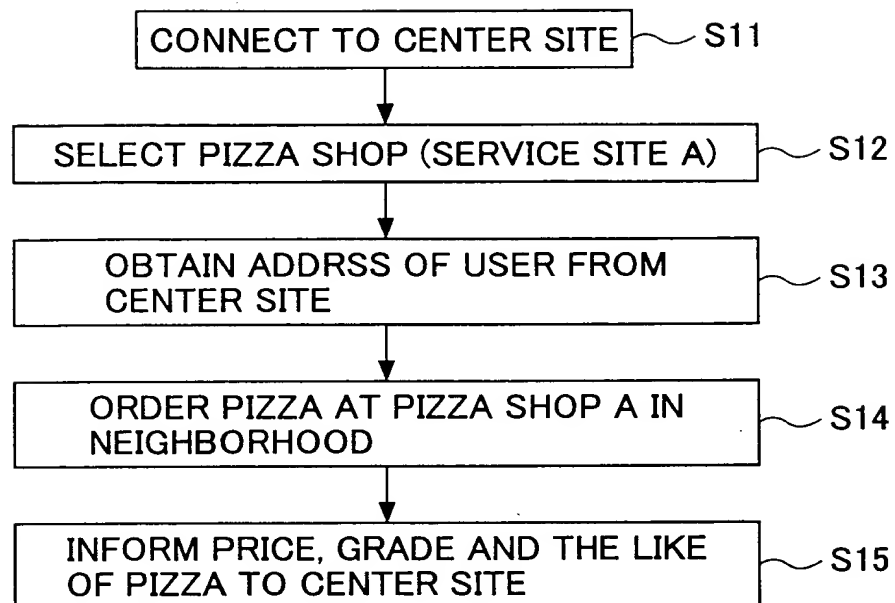 CONNECT TO CENTER SITE S11
SELECT PIZZA SHOP (SERVICE SITE A) S12
OBTAIN ADDRSS OF USER FROM
CENTER SITE
S13
ORDER PIZZA AT PIZZA SHOP A IN
NEIGHBORHOOD
S14
INFORM PRICE, GRADE AND THE LIKE
OF PIZZA TO CENTER SITE
S15